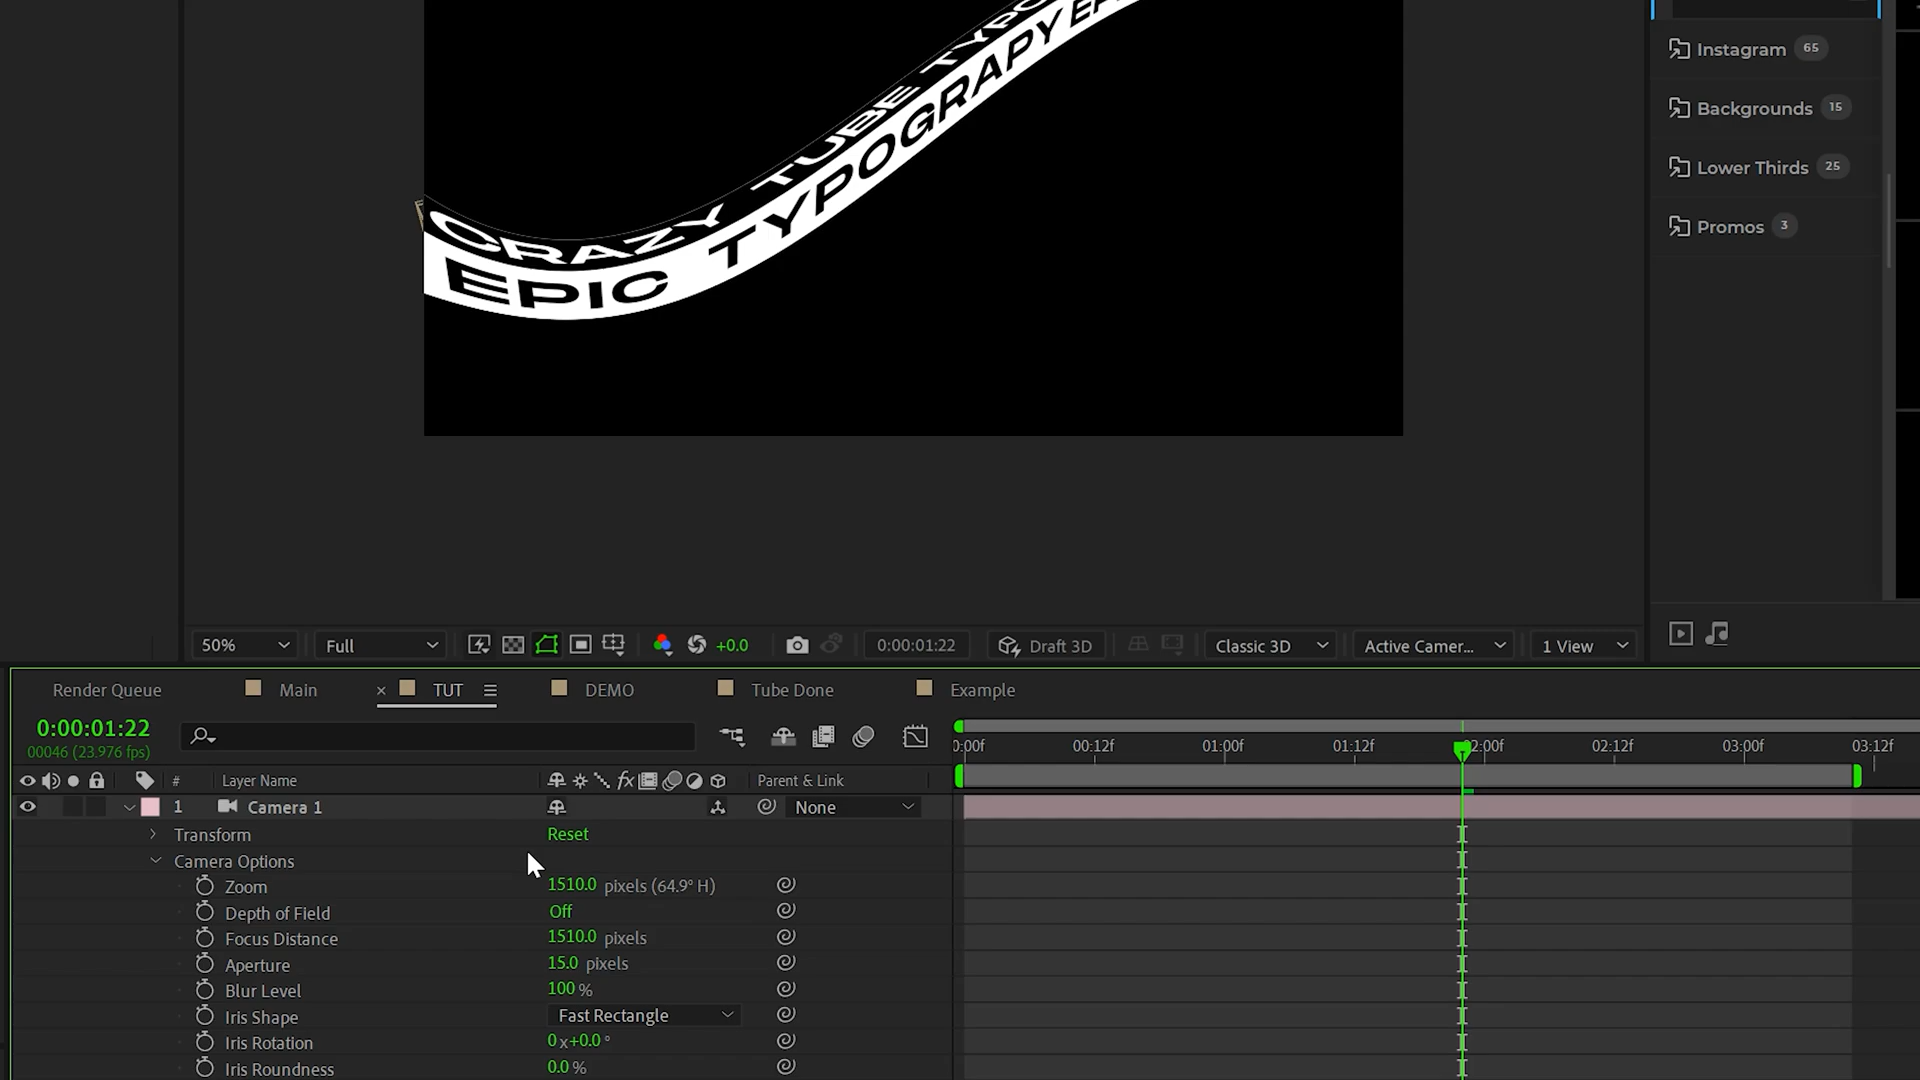 CRAZY TUBE TYPO
EPIC TYPOGRAPY EP
Instagram 65
Backgrounds 15
Lower Thirds 25
Promos 3
50% Full +0.0 0:00:01:22 Draft 3D Classic 3D Active Camer... 1 View
Render Queue Main × TUT DEMO Tube Done Example
0:00:01:22
00046 (23.976 fps)
0:00f 00:12f 01:00f 01:12f 02:00f 02:12f 03:00f 03:12f
# Layer Name Parent & Link
1 Camera 1 None
Transform Reset
Camera Options
Zoom 1510.0 pixels (64.9° H)
Depth of Field Off
Focus Distance 1510.0 pixels
Aperture 15.0 pixels
Blur Level 100 %
Iris Shape Fast Rectangle
Iris Rotation 0x+0.0°
Iris Roundness 0.0 %